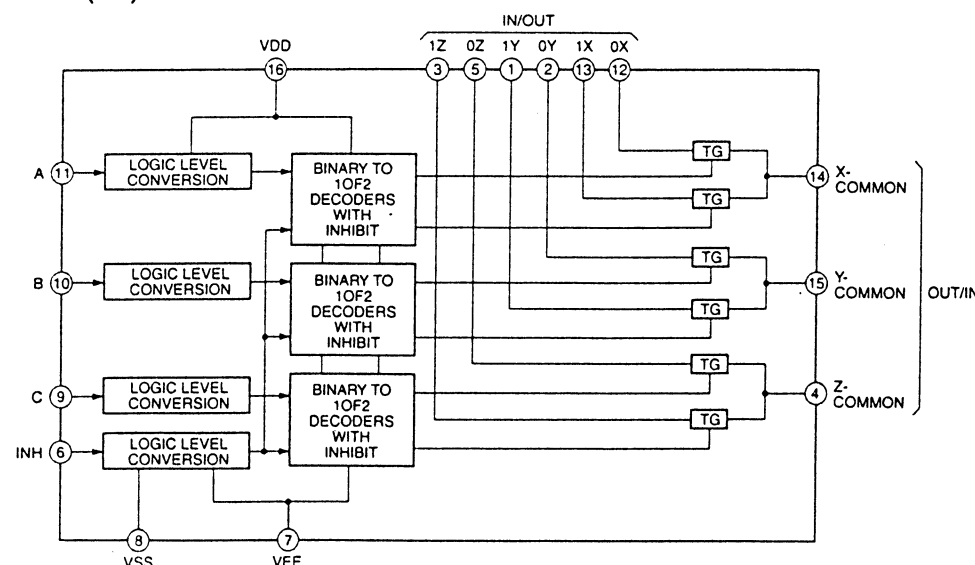 IN/OUT
VDD 1Z 0Z 1Y 0Y 1X 0X
16 3 5 1 2 13 12
A 11 LOGIC LEVEL CONVERSION
BINARY TO
1OF2
DECODERS
WITH
INHIBIT
TG
TG
14 X-
COMMON
B 10 LOGIC LEVEL
CONVERSION
BINARY TO
1OF2
DECODERS
WITH
INHIBIT
TG
TG
15 Y-
COMMON
OUT/IN
C 9 LOGIC LEVEL
CONVERSION
BINARY TO
1OF2
DECODERS
WITH
INHIBIT
TG
TG
4 Z-
COMMON
INH 6 LOGIC LEVEL
CONVERSION
8 7
VSS VEE